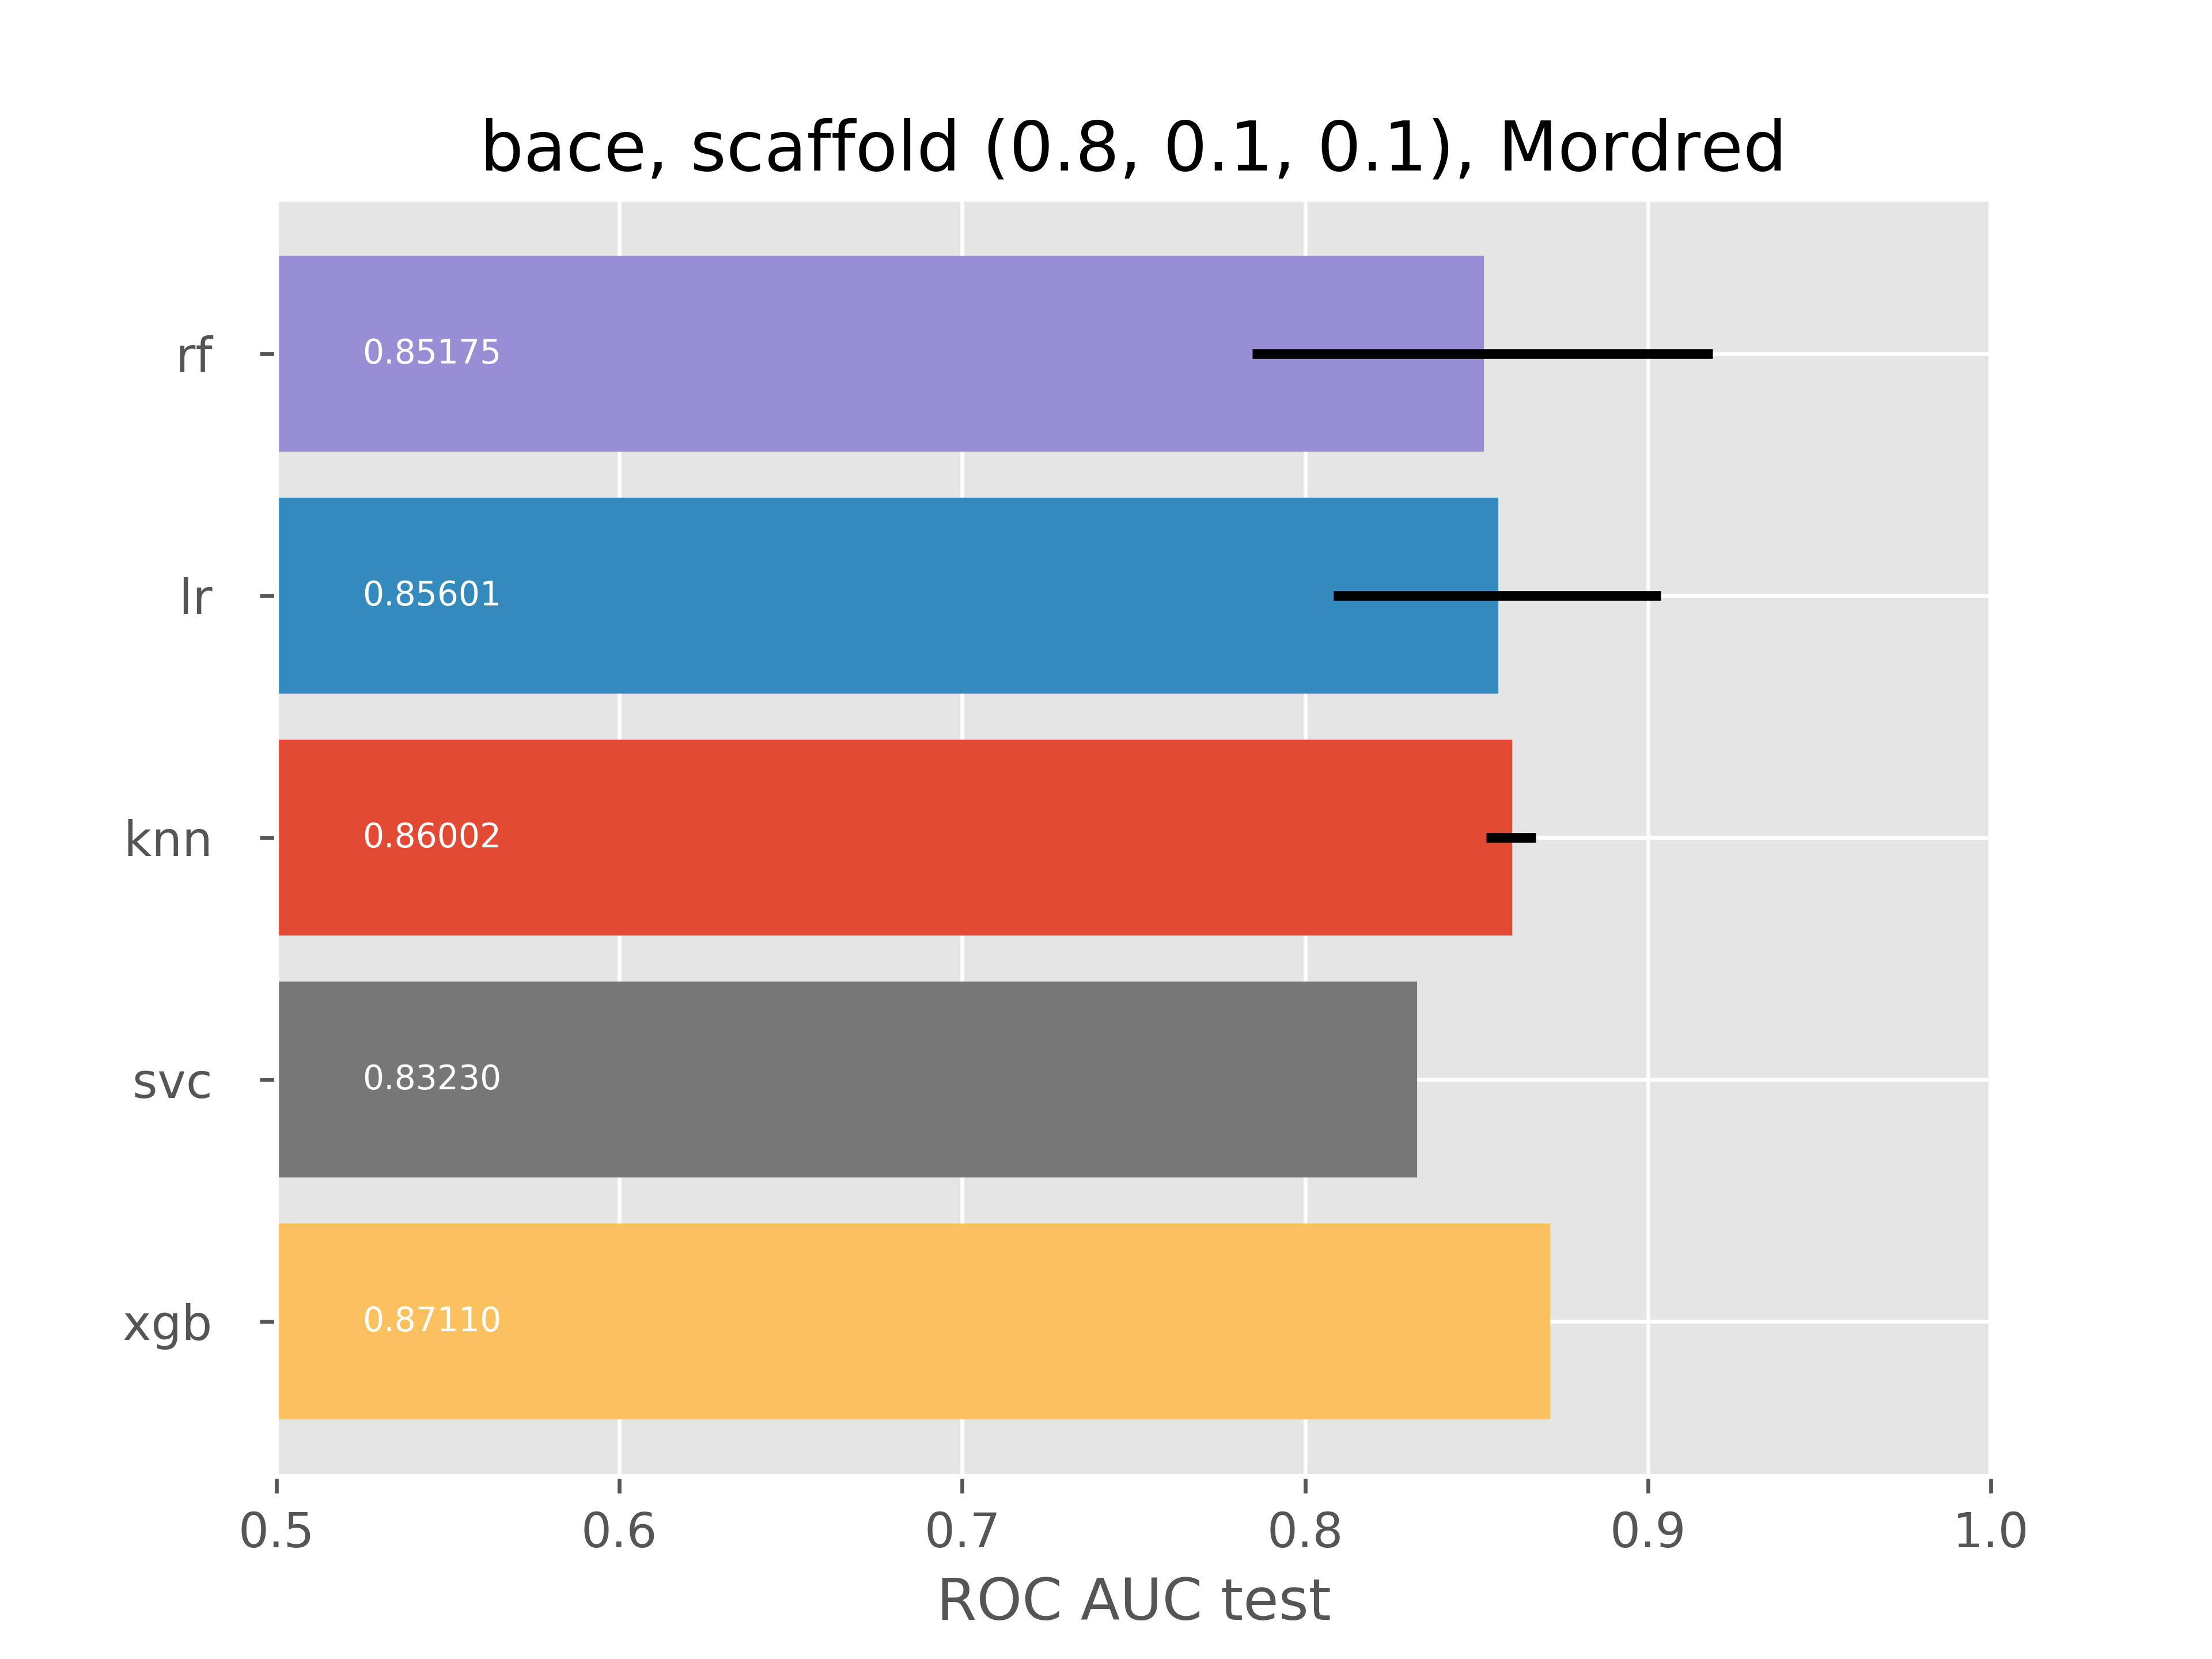 bace, scaffold (0.8, 0.1, 0.1), Mordred
rf
0.85175
lr
0.85601
knn
0.86002
svc
0.83230
xgb
0.87110
0.5 0.6 0.7 0.8 0.9 1.0
ROC AUC test